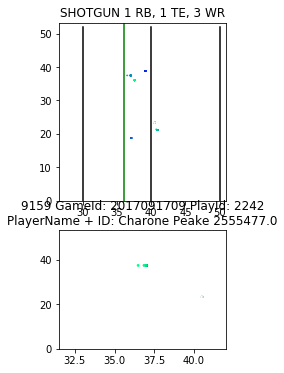 SHOTGUN 1 RB, 1 TE, 3 WR
50
40
30
20
10
0
30 35 40 45 50
9159 GameId: 2017091709 PlayId: 2242
PlayerName + ID: Charone Peake 2555477.0
40
20
0
32.5 35.0 37.5 40.0